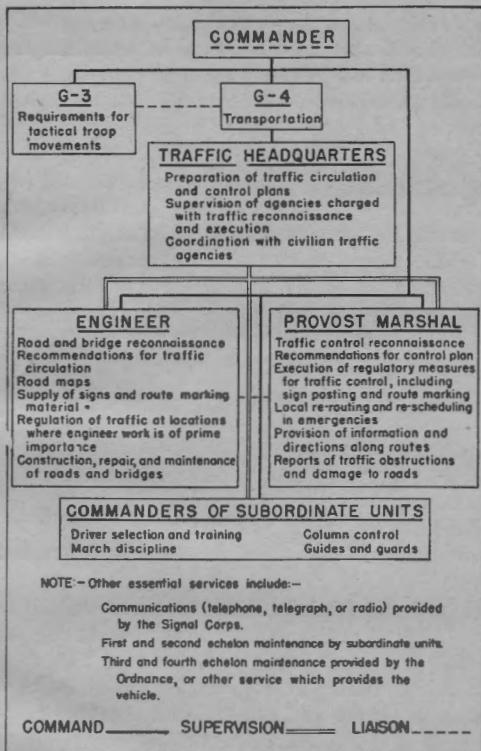 COMMANDER
G-3
Requirements for
tactical troop
movements
G-4
Transportation
TRAFFIC HEADQUARTERS
Preparation of traffic circulation
and control plans
Supervision of agencies charged
with traffic reconnaissance
and execution
Coordination with civilian traffic
agencies
ENGINEER
Road and bridge reconnaissance
Recommendations for traffic
circulation
Road maps
Supply of signs and route marking
material
Regulation of traffic at locations
where engineer work is of prime
importance
Construction, repair, and maintenance
of roads and bridges
PROVOST MARSHAL
Traffic control reconnaissance
Recommendations for control plan
Execution of regulatory measures
for traffic control, including
sign posting and route marking
Local re-routing and re-scheduling
in emergencies
Provision of information and
directions along routes
Reports of traffic obstructions
and damage to roads
COMMANDERS OF SUBORDINATE UNITS
Driver selection and training
March discipline
Column control
Guides and guards
NOTE:- Other essential services include:-
Communications (telephone, telegraph, or radio) provided
by the Signal Corps.
First and second echelon maintenance by subordinate units.
Third and fourth echelon maintenance provided by the
Ordnance, or other service which provides the
vehicle.
COMMAND SUPERVISION LIAISON